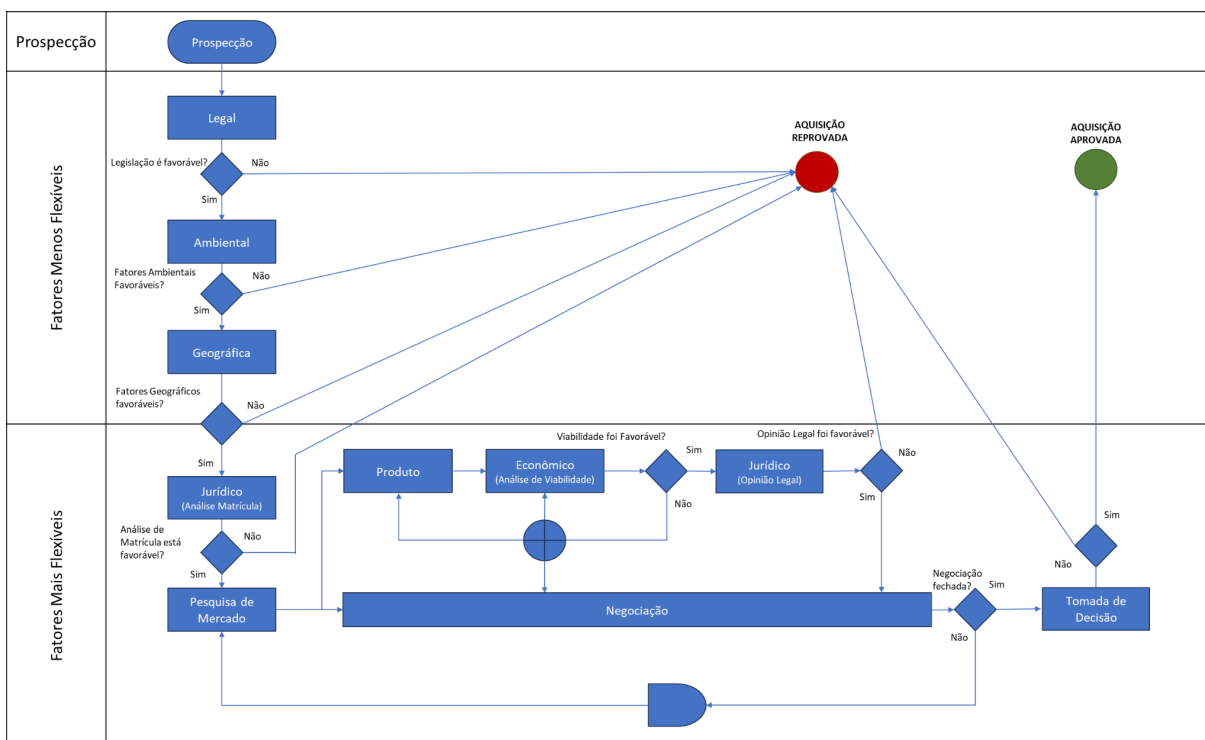 Prospecção
Prospecção
Fatores Menos Flexíveis
Legal
Legislação é favorável?
Não
Sim
Ambiental
Fatores Ambientais
Favoráveis?
Não
Sim
Geográfica
Fatores Geográficos
favoráveis?
Não
Sim
AQUISIÇÃO
REPROVADA
AQUISIÇÃO
APROVADA
Fatores Mais Flexíveis
Jurídico
(Análise Matrícula)
Análise de
Matrícula está
favorável?
Não
Sim
Pesquisa de
Mercado
Produto
Econômico
(Análise de Viabilidade)
Viabilidade foi Favorável?
Sim
Não
Jurídico
(Opinião Legal)
Opinião Legal foi favorável?
Não
Sim
Negociação
Negociação
fechada?
Sim
Não
Tomada de
Decisão
Sim
Não